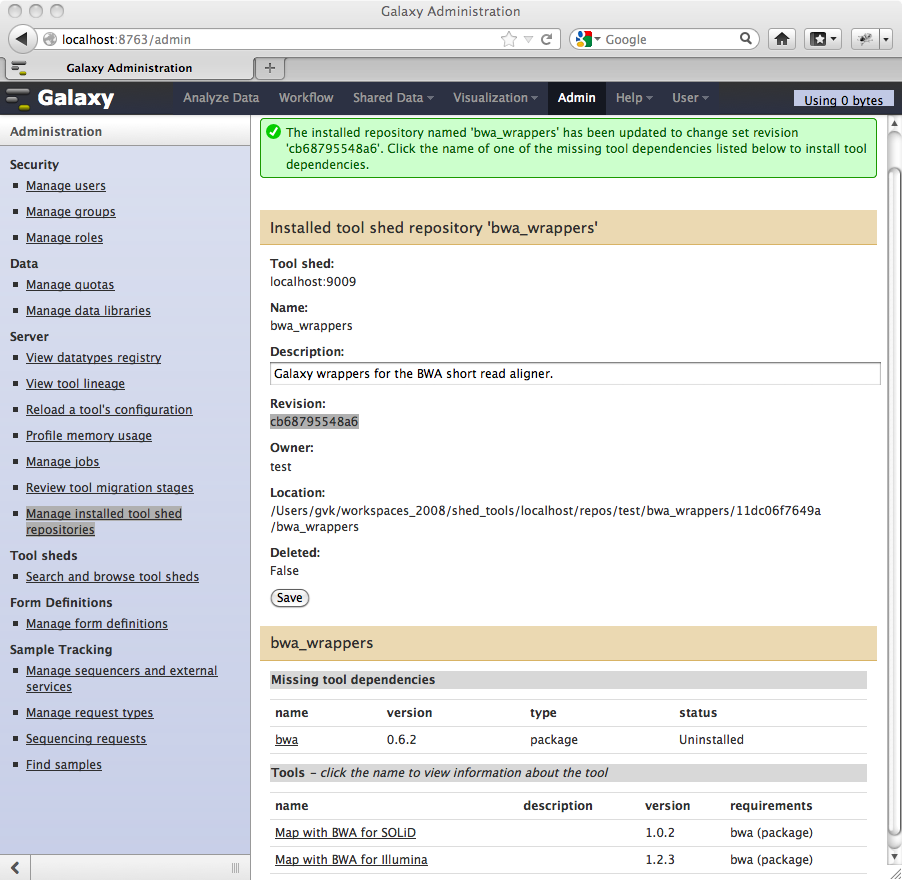 Galaxy Administration
localhost:8763/admin
Google
Galaxy Administration
Galaxy
Analyze Data
Workflow
Shared Data
Visualization
Admin
Help
User
Using 0 bytes
Administration
Security
Manage users
Manage groups
Manage roles
Data
Manage quotas
Manage data libraries
Server
View datatypes registry
View tool lineage
Reload a tool's configuration
Profile memory usage
Manage jobs
Review tool migration stages
Manage installed tool shed
repositories
Tool sheds
Search and browse tool sheds
Form Definitions
Manage form definitions
Sample Tracking
Manage sequencers and external
services
Manage request types
Sequencing requests
Find samples
The installed repository named 'bwa_wrappers' has been updated to change set revision
'cb68795548a6'. Click the name of one of the missing tool dependencies listed below to install tool
dependencies.
Installed tool shed repository 'bwa_wrappers'
Tool shed:
localhost:9009
Name:
bwa_wrappers
Description:
Galaxy wrappers for the BWA short read aligner.
Revision:
cb68795548a6
Owner:
test
Location:
/Users/gvk/workspaces_2008/shed_tools/localhost/repos/test/bwa_wrappers/11dc06f7649a
/bwa_wrappers
Deleted:
False
Save
bwa_wrappers
Missing tool dependencies
name version type status
bwa 0.6.2 package Uninstalled
Tools – click the name to view information about the tool
name description version requirements
Map with BWA for SOLiD 1.0.2 bwa (package)
Map with BWA for Illumina 1.2.3 bwa (package)